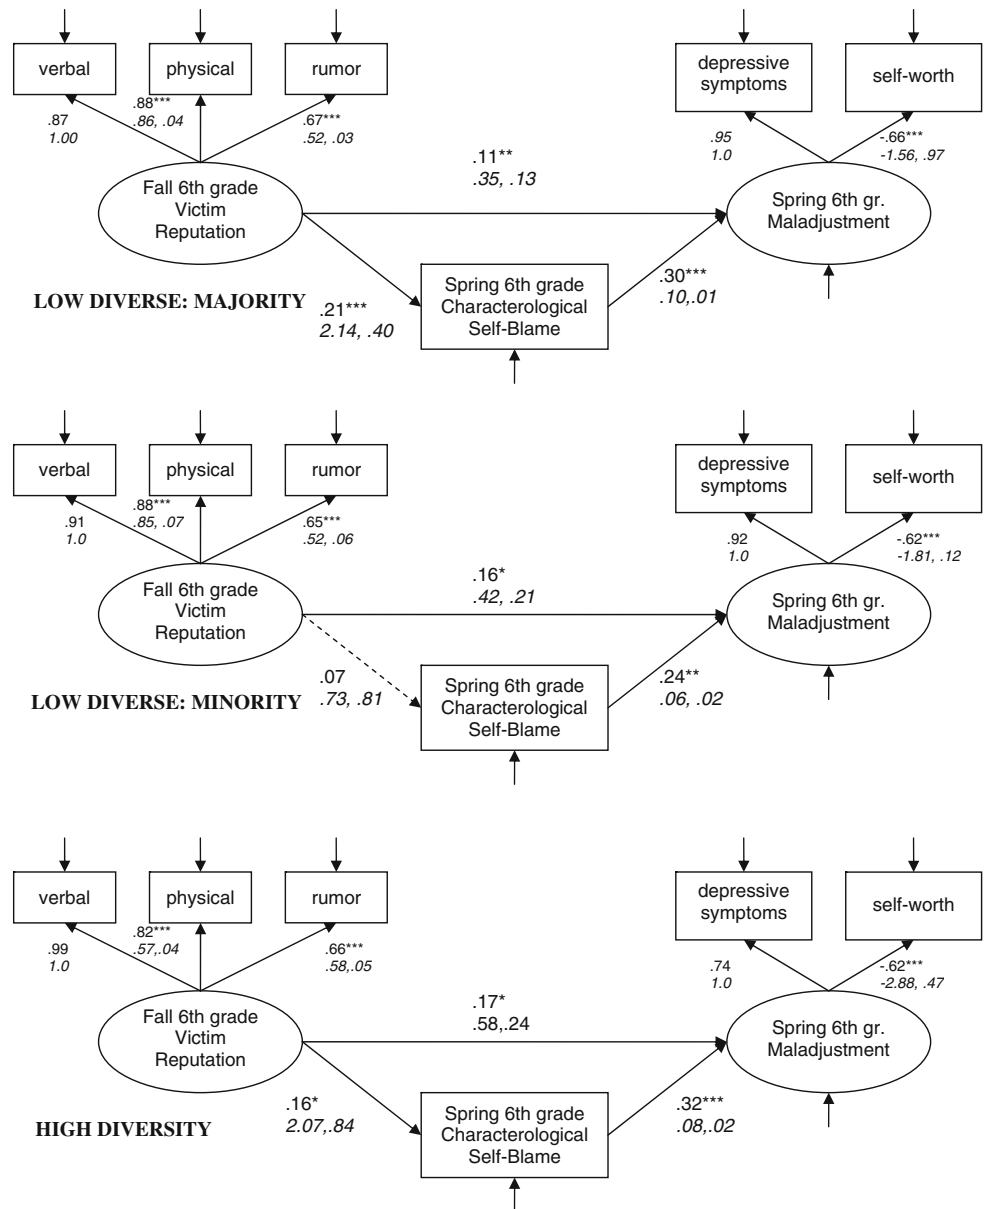 verbal
physical
rumor
depressive
symptoms
self-worth
.87
1.00
.88***
.86, .04
.67***
.52, .03
.95
1.0
-.66***
-1.56, .97
Fall 6th grade
Victim
Reputation
.11**
.35, .13
Spring 6th gr.
Maladjustment
LOW DIVERSE: MAJORITY
.21***
2.14, .40
Spring 6th grade
Characterological
Self-Blame
.30***
.10,.01
verbal
physical
rumor
depressive
symptoms
self-worth
.91
1.0
.88***
.85, .07
.65***
.52, .06
.92
1.0
-.62***
-1.81, .12
Fall 6th grade
Victim
Reputation
.16*
.42, .21
Spring 6th gr.
Maladjustment
LOW DIVERSE: MINORITY
.07
.73, .81
Spring 6th grade
Characterological
Self-Blame
.24**
.06, .02
verbal
physical
rumor
depressive
symptoms
self-worth
.99
1.0
.82***
.57,.04
.66***
.58,.05
.74
1.0
-.62***
-2.88, .47
Fall 6th grade
Victim
Reputation
.17*
.58,.24
Spring 6th gr.
Maladjustment
HIGH DIVERSITY
.16*
2.07,.84
Spring 6th grade
Characterological
Self-Blame
.32***
.08,.02